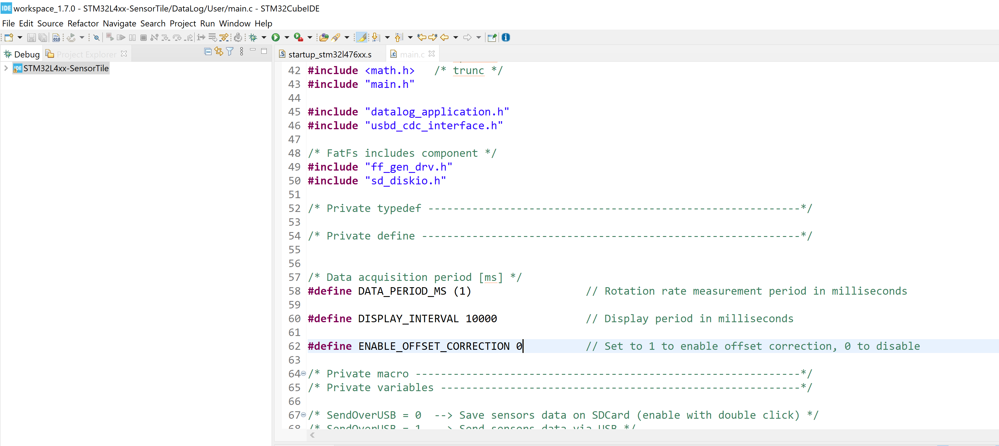 IDE workspace_1.7.0 - STM32L4xx-SensorTile/DataLog/User/main.c - STM32CubeIDE
File Edit Source Refactor Navigate Search Project Run Window Help
010
Debug Project Explorer
startup_stm32l476xx.s main.c
IDE STM32L4xx-SensorTile
42 #include <math.h>   /* trunc */
43 #include "main.h"
44
45 #include "datalog_application.h"
46 #include "usbd_cdc_interface.h"
47
48 /* FatFs includes component */
49 #include "ff_gen_drv.h"
50 #include "sd_diskio.h"
51
52 /* Private typedef -----------------------------------------------------------*/
53
54 /* Private define ------------------------------------------------------------*/
55
56
57 /* Data acquisition period [ms] */
58 #define DATA_PERIOD_MS (1)                  // Rotation rate measurement period in milliseconds
59
60 #define DISPLAY_INTERVAL 10000              // Display period in milliseconds
61
62 #define ENABLE_OFFSET_CORRECTION 0          // Set to 1 to enable offset correction, 0 to disable
63
64 /* Private macro -------------------------------------------------------------*/
65 /* Private variables ---------------------------------------------------------*/
66
67 /* SendOverUSB = 0  --> Save sensors data on SDCard (enable with double click) */
68 /* SendOverUSB = 1  --> Send sensors data via USB */